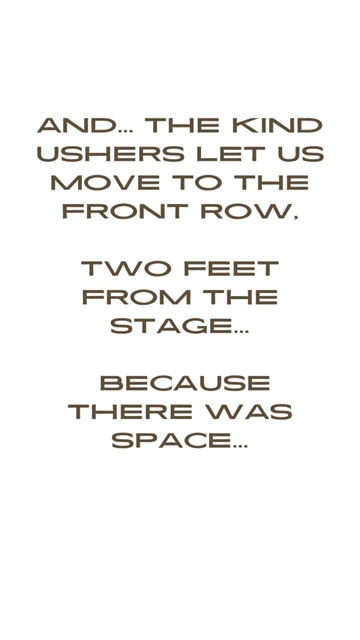 AND... THE KIND
USHERS LET US
MOVE TO THE
FRONT ROW,
TWO FEET
FROM THE
STAGE...
BECAUSE
THERE WAS
SPACE...